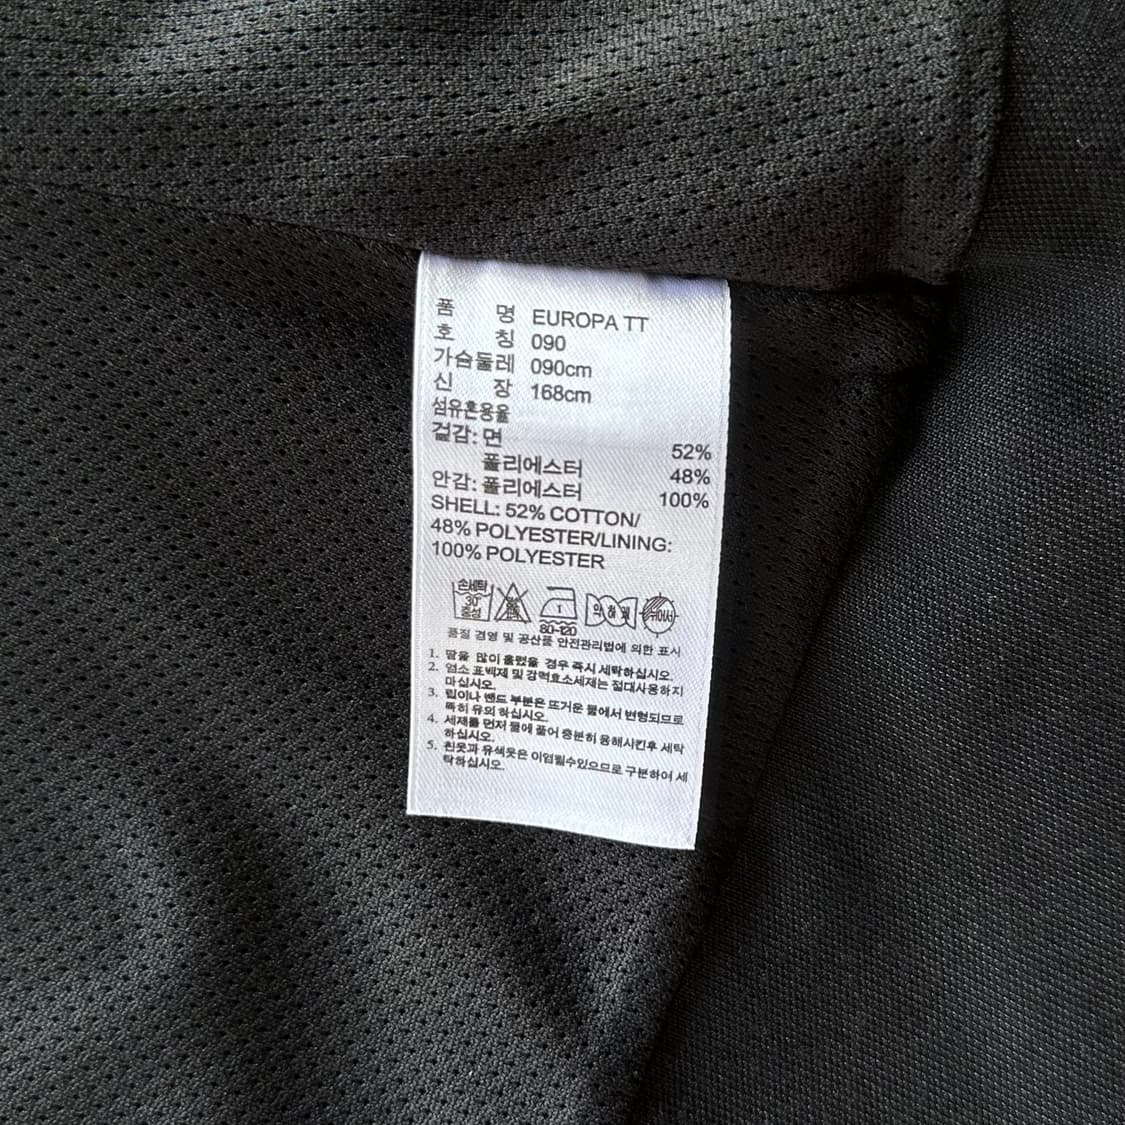 품 명 EUROPA TT
호 칭 090
가슴둘레 090cm
신 장 168cm
섬유혼용율
겉감: 면 52%
폴리에스터 48%
안감: 폴리에스터 100%
SHELL: 52% COTTON/
48% POLYESTER/LINING:
100% POLYESTER
손세탁
30
중성
1
80-120
약하게
뉘어서
품질 경영 및 공산품 안전관리법에 의한 표시
1. 땀을 많이 흘렸을 경우 즉시 세탁하십시오.
2. 염소 표백제 및 강력효소세제는 절대사용하지
마십시오.
3. 립이나 밴드 부분은 뜨거운 물에서 변형되므로
특히 유의 하십시오.
4. 세제를 먼저 물에 풀어 충분히 용해시킨후 세탁
하십시오.
5. 흰옷과 유색옷은 이염될수있으므로 구분하여 세
탁하십시오.